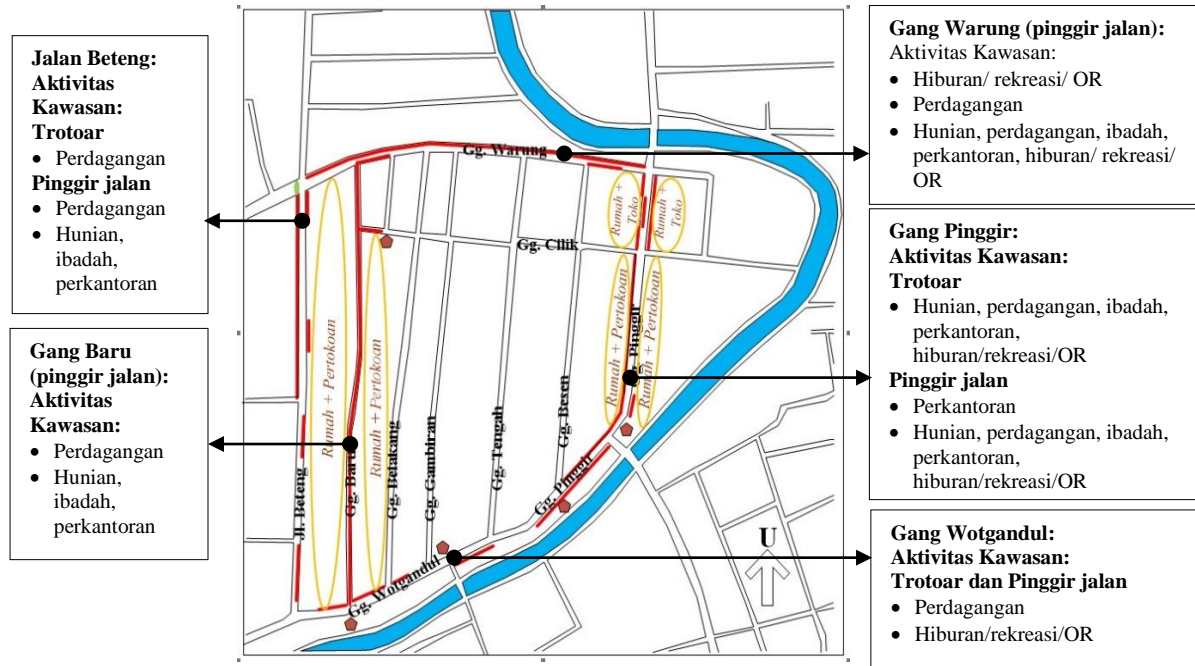 Jalan Beteng:
Aktivitas
Kawasan:
Trotoar
• Perdagangan
Pinggir jalan
• Perdagangan
• Hunian,
ibadah,
perkantoran
Gang Baru
(pinggir jalan):
Aktivitas
Kawasan:
• Perdagangan
• Hunian,
ibadah,
perkantoran
Gg. Warung
Rumah +
Toko
Rumah +
Toko
Gg. Cilik
Rumah + Pertokoan
Rumah + Pertokoan
Rumah + Pertokoan
Rumah + Pertokoan
Jl. Beteng
Gg. Baru
Gg. Belakang
Gg. Gambiran
Gg. Tengah
Gg. Besen
Pinggir
Gg. Pinggir
Gg. Wotgandul
U
Gang Warung (pinggir jalan):
Aktivitas Kawasan:
• Hiburan/ rekreasi/ OR
• Perdagangan
• Hunian, perdagangan, ibadah,
perkantoran, hiburan/ rekreasi/
OR
Gang Pinggir:
Aktivitas Kawasan:
Trotoar
• Hunian, perdagangan, ibadah,
perkantoran,
hiburan/rekreasi/OR
Pinggir jalan
• Perkantoran
• Hunian, perdagangan, ibadah,
perkantoran,
hiburan/rekreasi/OR
Gang Wotgandul:
Aktivitas Kawasan:
Trotoar dan Pinggir jalan
• Perdagangan
• Hiburan/rekreasi/OR